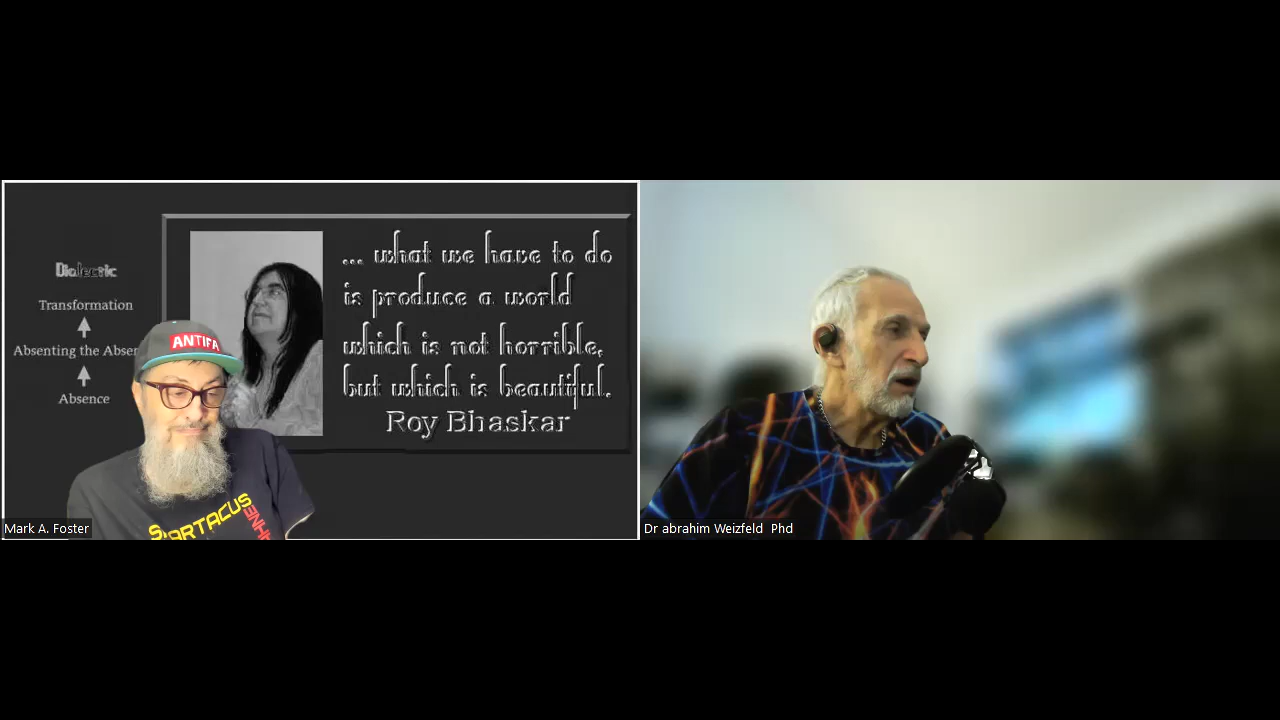 Dialectic
Transformation
Absenting the Absen
Absence
... what we have to do
is produce a world
which is not horrible,
but which is beautiful.
Roy Bhaskar
ANTIFA
SPARTACUS
Mark A. Foster
Dr abrahim Weizfeld Phd